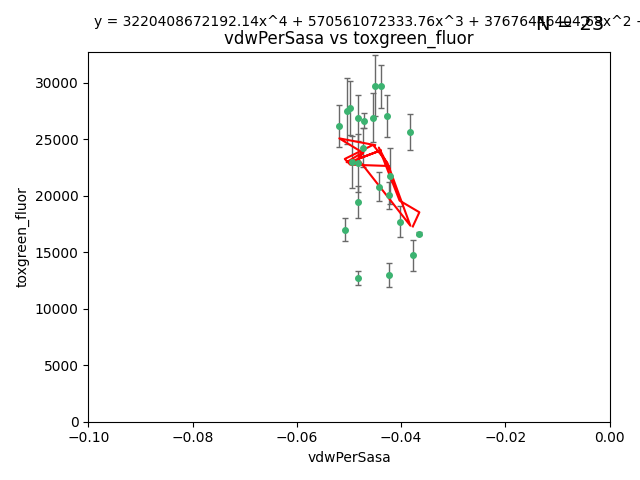 y = 3220408672192.14x^4 + 570561072333.76x^3 +
N = 23
vdwPerSasa vs toxgreen_fluor
30000
25000
20000
15000
10000
5000
0
toxgreen_fluor
−0.10 −0.08 −0.06 −0.04 −0.02 0.00
vdwPerSasa